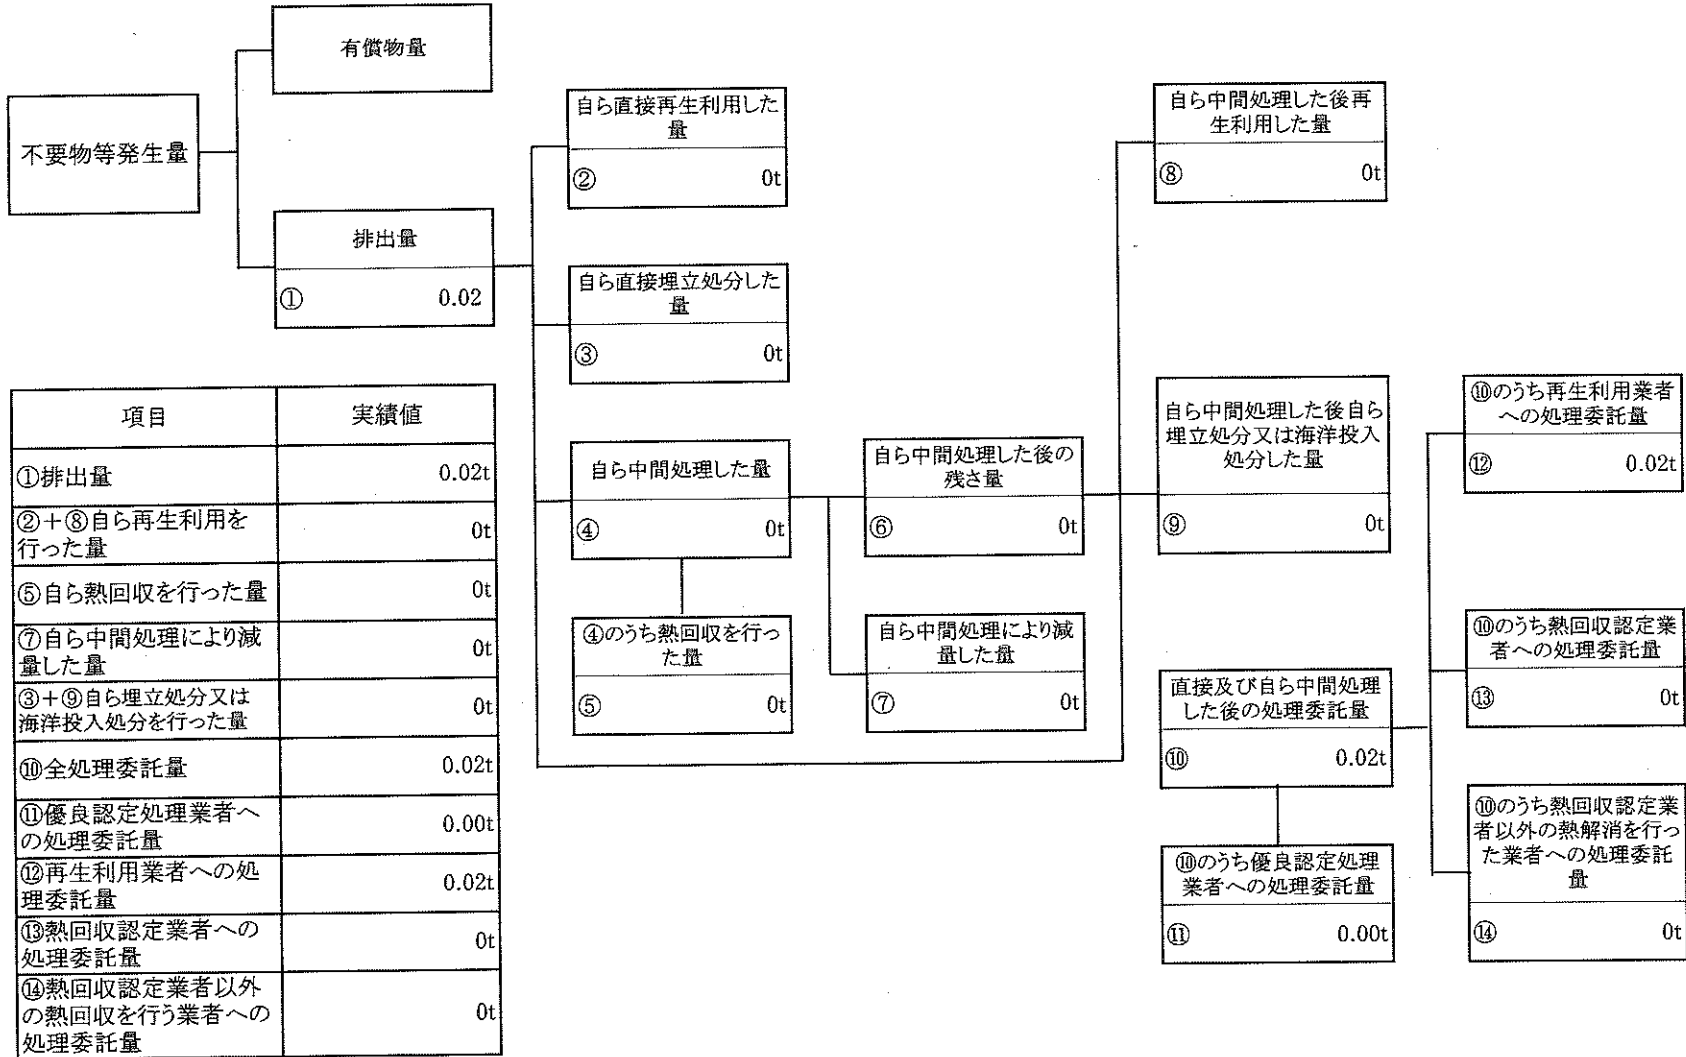 有償物量
不要物等発生量
排出量
① 0.02
自ら直接再生利用した
量
② 0t
自ら直接埋立処分した
量
③ 0t
自ら中間処理した量
④ 0t
④のうち熱回収を行っ
た量
⑤ 0t
自ら中間処理した後の
残さ量
⑥ 0t
自ら中間処理により減
量した量
⑦ 0t
自ら中間処理した後再
生利用した量
⑧ 0t
自ら中間処理した後自ら
埋立処分又は海洋投入
処分した量
⑨ 0t
直接及び自ら中間処理
した後の処理委託量
⑩ 0.02t
⑩のうち優良認定処理
業者への処理委託量
⑪ 0.00t
⑩のうち再生利用業者
への処理委託量
⑫ 0.02t
⑩のうち熱回収認定業
者への処理委託量
⑬ 0t
⑩のうち熱回収認定業
者以外の熱解消を行っ
た業者への処理委託
量
⑭ 0t
項目 実績値
①排出量 0.02t
②+⑧自ら再生利用を
行った量 0t
⑤自ら熱回収を行った量 0t
⑦自ら中間処理により減
量した量 0t
③+⑨自ら埋立処分又は
海洋投入処分を行った量 0t
⑩全処理委託量 0.02t
⑪優良認定処理業者へ
の処理委託量 0.00t
⑫再生利用業者への処
理委託量 0.02t
⑬熱回収認定業者への
処理委託量 0t
⑭熱回収認定業者以外
の熱回収を行う業者への
処理委託量 0t